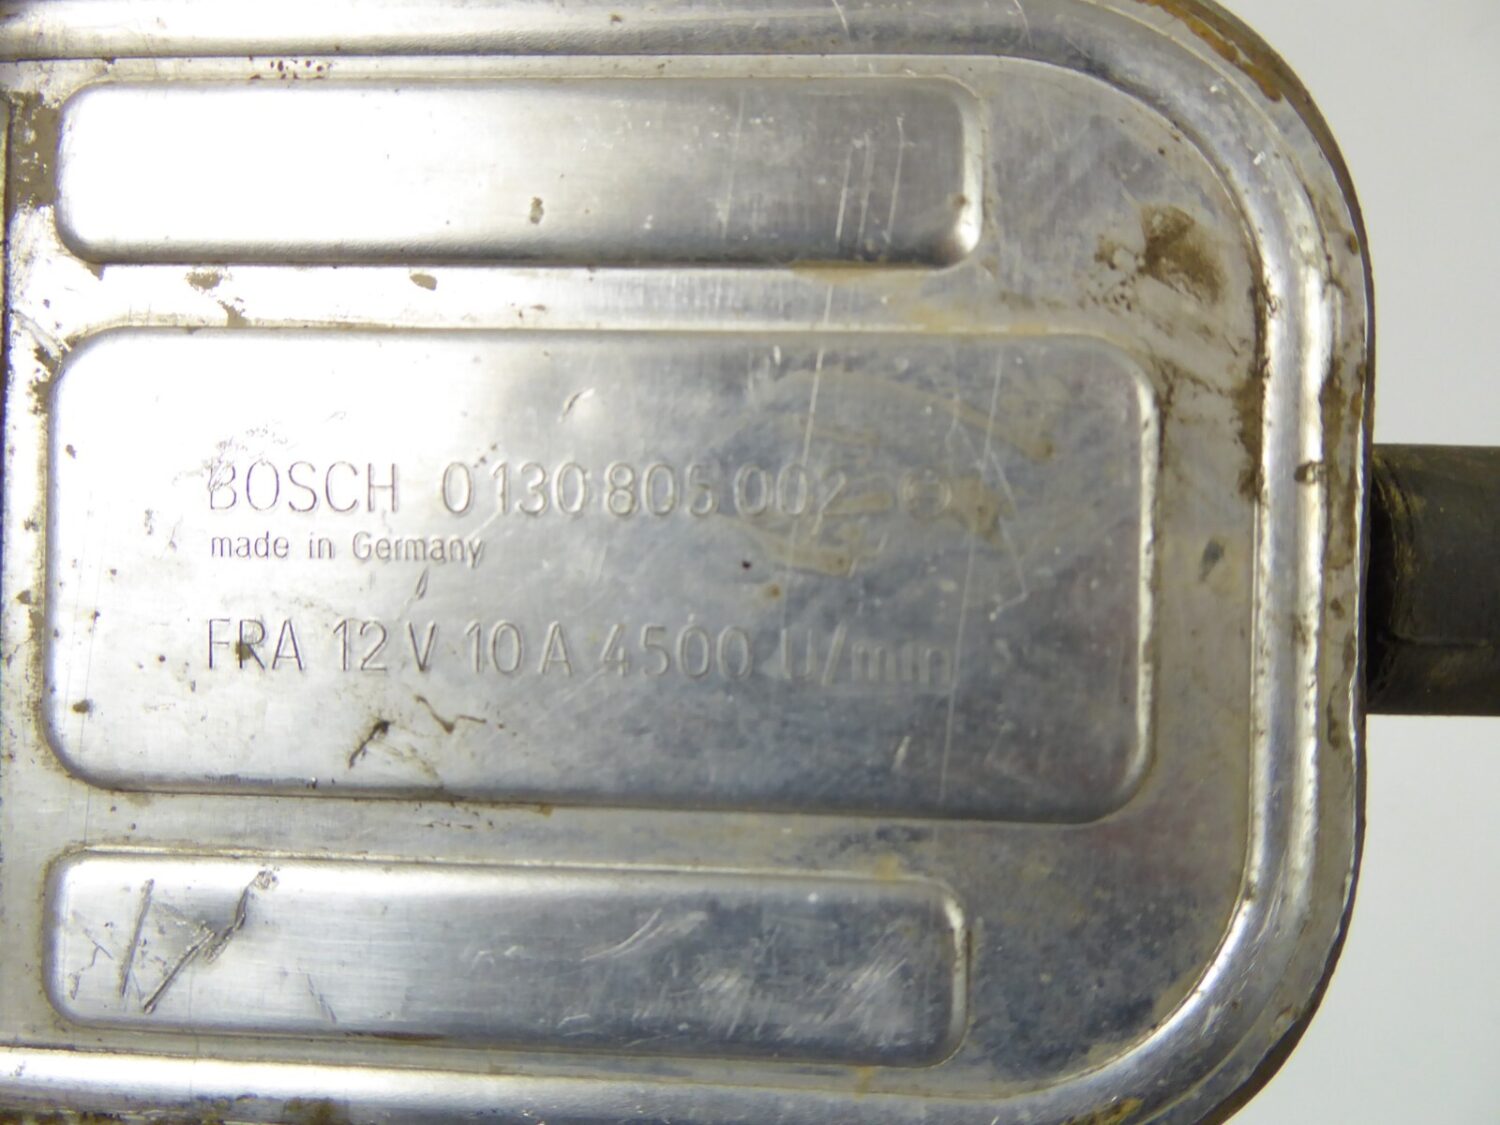 BOSCH 0 130 805 002
made in Germany
FRA 12 V 10 A 4500 U/min